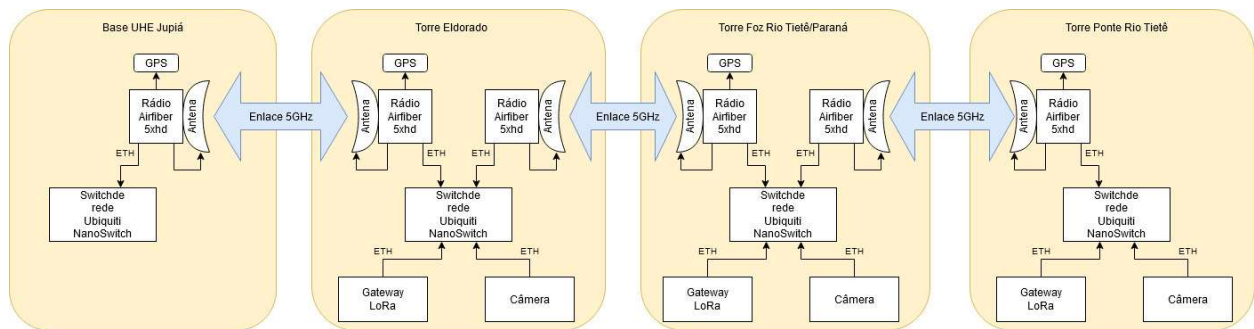 Base UHE Jupiá
GPS
Rádio
Airfiber
5xhd
Antena
ETH
Switchde
rede
Ubiquiti
NanoSwitch
Enlace 5GHz
Torre Eldorado
GPS
Antena
Rádio
Airfiber
5xhd
Rádio
Airfiber
5xhd
Antena
ETH
ETH
Switchde
rede
Ubiquiti
NanoSwitch
ETH
ETH
Gateway
LoRa
Câmera
Enlace 5GHz
Torre Foz Rio Tietê/Paraná
GPS
Antena
Rádio
Airfiber
5xhd
Rádio
Airfiber
5xhd
Antena
ETH
ETH
Switchde
rede
Ubiquiti
NanoSwitch
ETH
ETH
Gateway
LoRa
Câmera
Enlace 5GHz
Torre Ponte Rio Tietê
GPS
Antena
Rádio
Airfiber
5xhd
ETH
Switchde
rede
Ubiquiti
NanoSwitch
ETH
ETH
Gateway
LoRa
Câmera